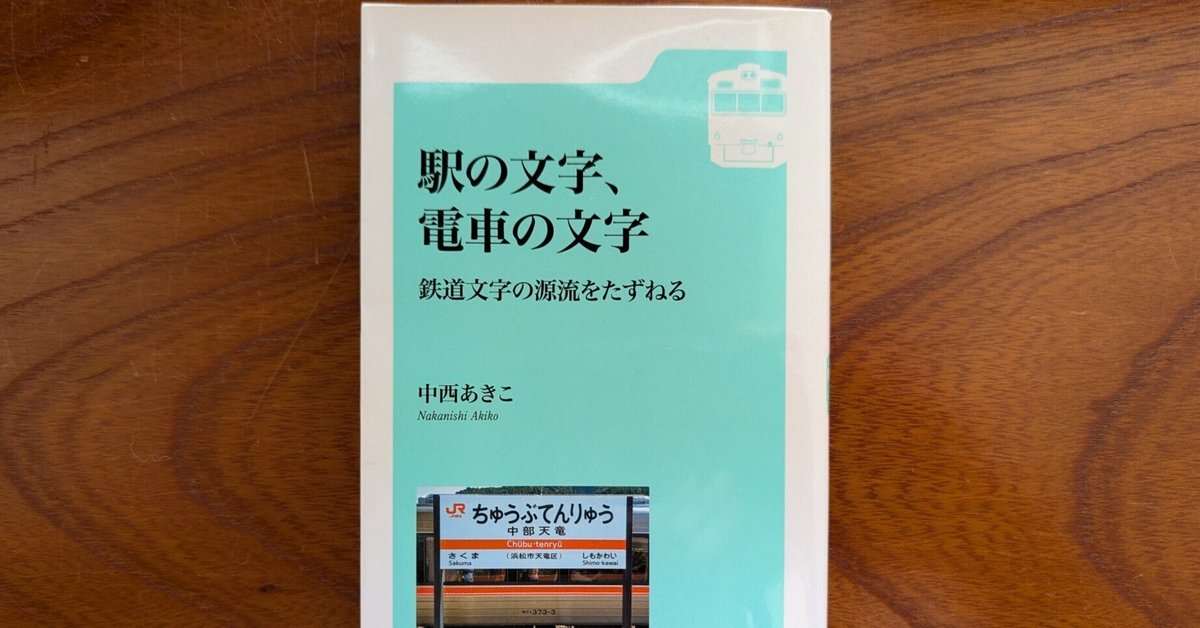 駅の文字、
電車の文字
鉄道文字の源流をたずねる
中西あきこ
Nakanishi Akiko
JR ちゅうぶてんりゅう
中部天竜
Chūbu-tenryū
さくま (浜松市天竜区) しもかわい
Sakuma Shimo-kawai
373-3